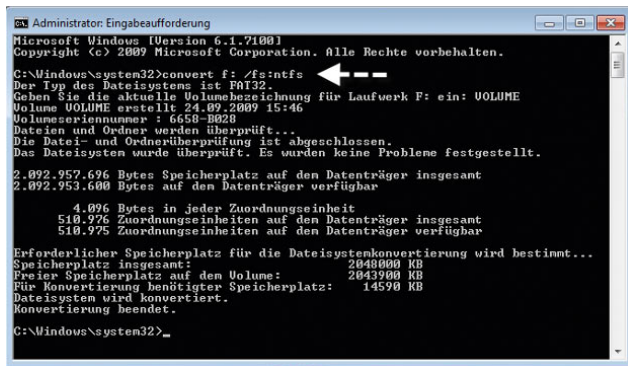 Administrator: Eingabeaufforderung
Microsoft Windows [Version 6.1.7100]
Copyright (c) 2009 Microsoft Corporation. Alle Rechte vorbehalten.
C:\Windows\system32>convert f: /fs:ntfs
Der Typ des Dateisystems ist FAT32.
Geben Sie die aktuelle Volumebezeichnung für Laufwerk F: ein: VOLUME
Volume VOLUME erstellt 24.09.2009 15:46
Volumeseriennummer : 6658-B028
Dateien und Ordner werden überprüft...
Die Datei- und Ordnerüberprüfung ist abgeschlossen.
Das Dateisystem wurde überprüft. Es wurden keine Probleme festgestellt.
2.092.957.696 Bytes Speicherplatz auf dem Datenträger insgesamt
2.092.953.600 Bytes auf dem Datenträger verfügbar
4.096 Bytes in jeder Zuordnungseinheit
510.976 Zuordnungseinheiten auf dem Datenträger insgesamt
510.975 Zuordnungseinheiten auf dem Datenträger verfügbar
Erforderlicher Speicherplatz für die Dateisystemkonvertierung wird bestimmt...
Speicherplatz insgesamt: 2048000 KB
Freier Speicherplatz auf dem Volume: 2043900 KB
Für Konvertierung benötigter Speicherplatz: 14590 KB
Dateisystem wird konvertiert.
Konvertierung beendet.
C:\Windows\system32>_